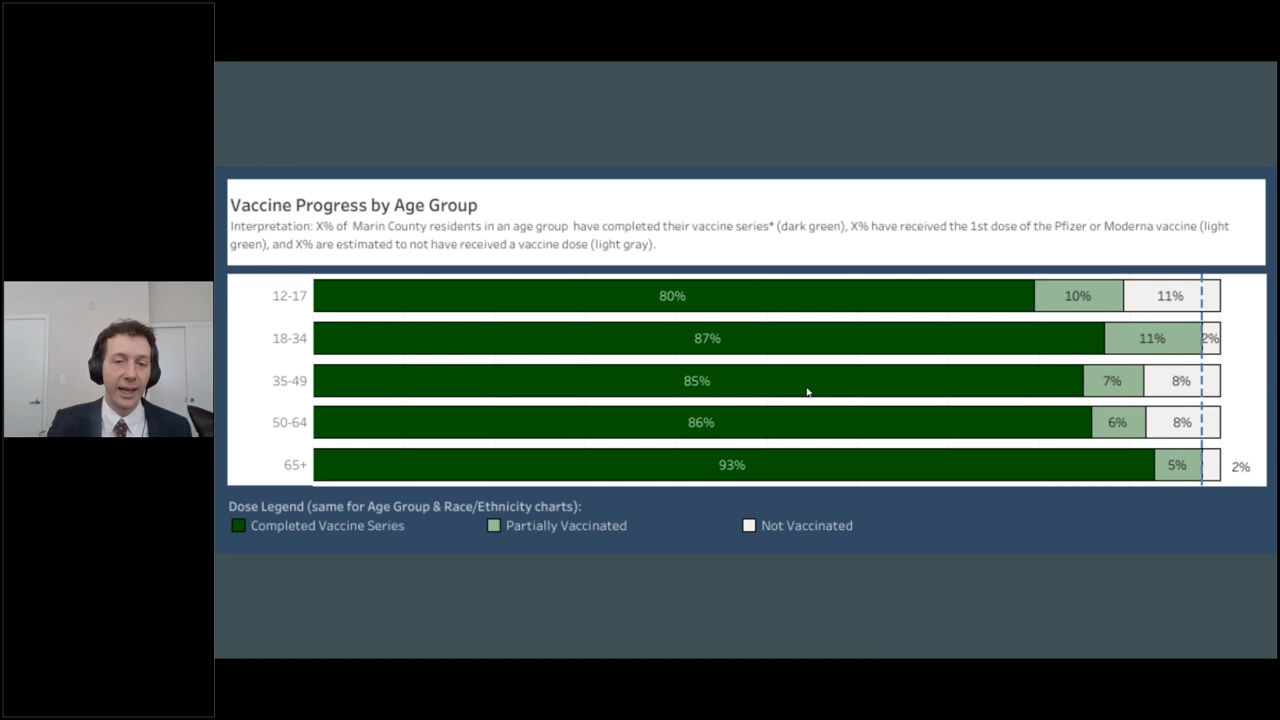 Vaccine Progress by Age Group
Interpretation: X% of Marin County residents in an age group have completed their vaccine series* (dark green), X% have received the 1st dose of the Pfizer or Moderna vaccine (light
green), and X% are estimated to not have received a vaccine dose (light gray).
12-17 80% 10% 11%
18-34 87% 11% 2%
35-49 85% 7% 8%
50-64 86% 6% 8%
65+ 93% 5% 2%
Dose Legend (same for Age Group & Race/Ethnicity charts):
Completed Vaccine Series Partially Vaccinated Not Vaccinated